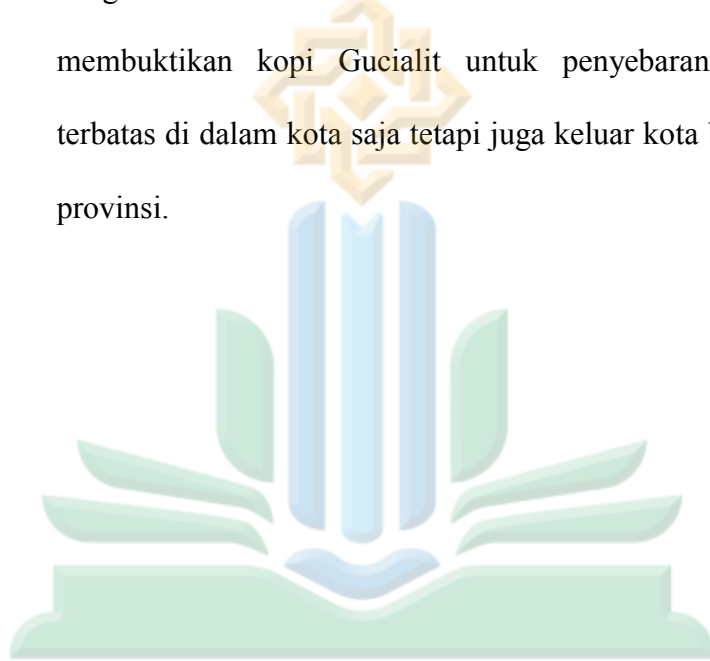 membuktikan kopi Gucialit untuk penyebaran
terbatas di dalam kota saja tetapi juga keluar kota
provinsi.